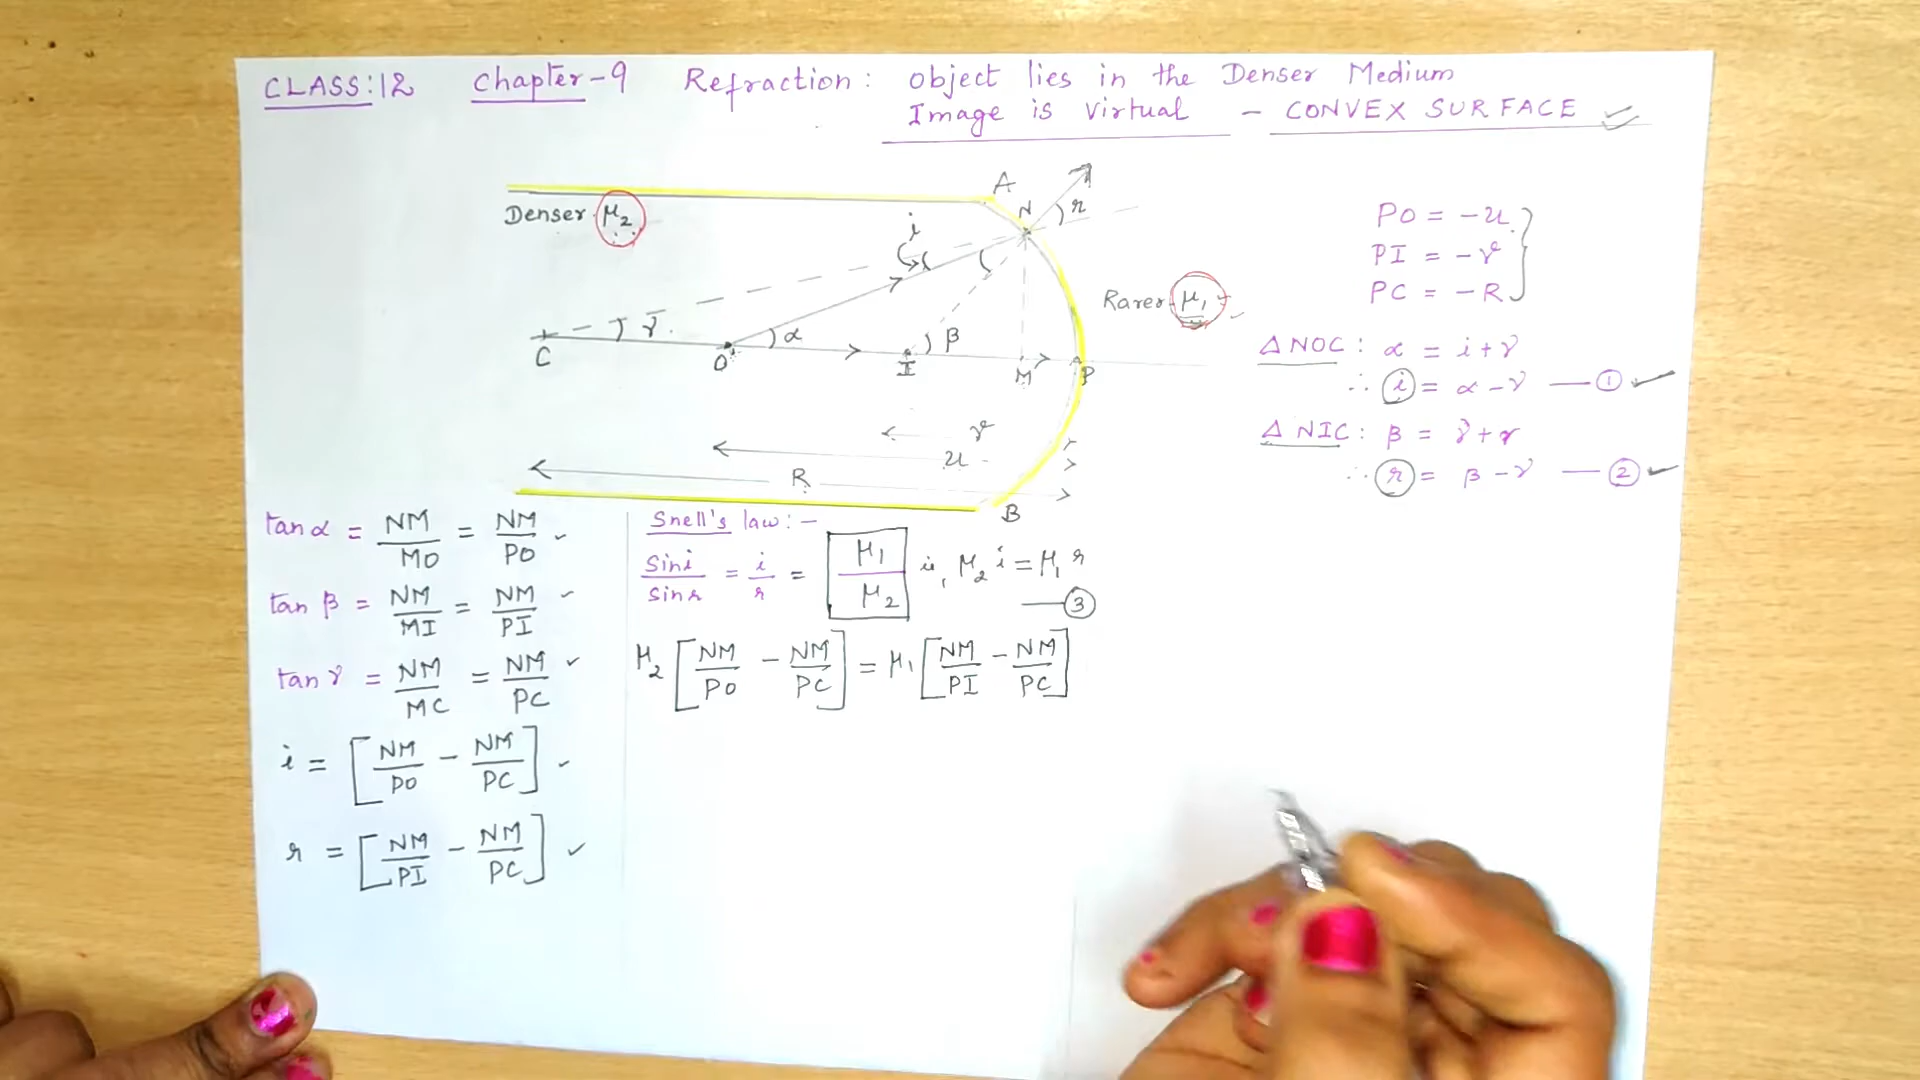 CLASS:12 Chapter-9 Refraction: Object lies in the Denser Medium
Image is virtual - CONVEX SURFACE
Denser μ₂
A
N
r
i
Rarer μ₁
γ
α
β
C
O
I
M
P
v
u
R
B
PO = -u
PI = -v
PC = -R
Δ NOC: α = i+γ
∴ i = α-γ — ①
Δ NIC: β = γ+r
∴ r = β-γ — ②
tan α = NM/MO = NM/PO
tan β = NM/MI = NM/PI
tan γ = NM/MC = NM/PC
i = [NM/PO - NM/PC]
r = [NM/PI - NM/PC]
Snell's law:-
Sin i/Sin r = i/r = μ₁/μ₂ ie, μ₂ i = μ₁ r
— ③
μ₂ [NM/PO - NM/PC] = μ₁ [NM/PI - NM/PC]